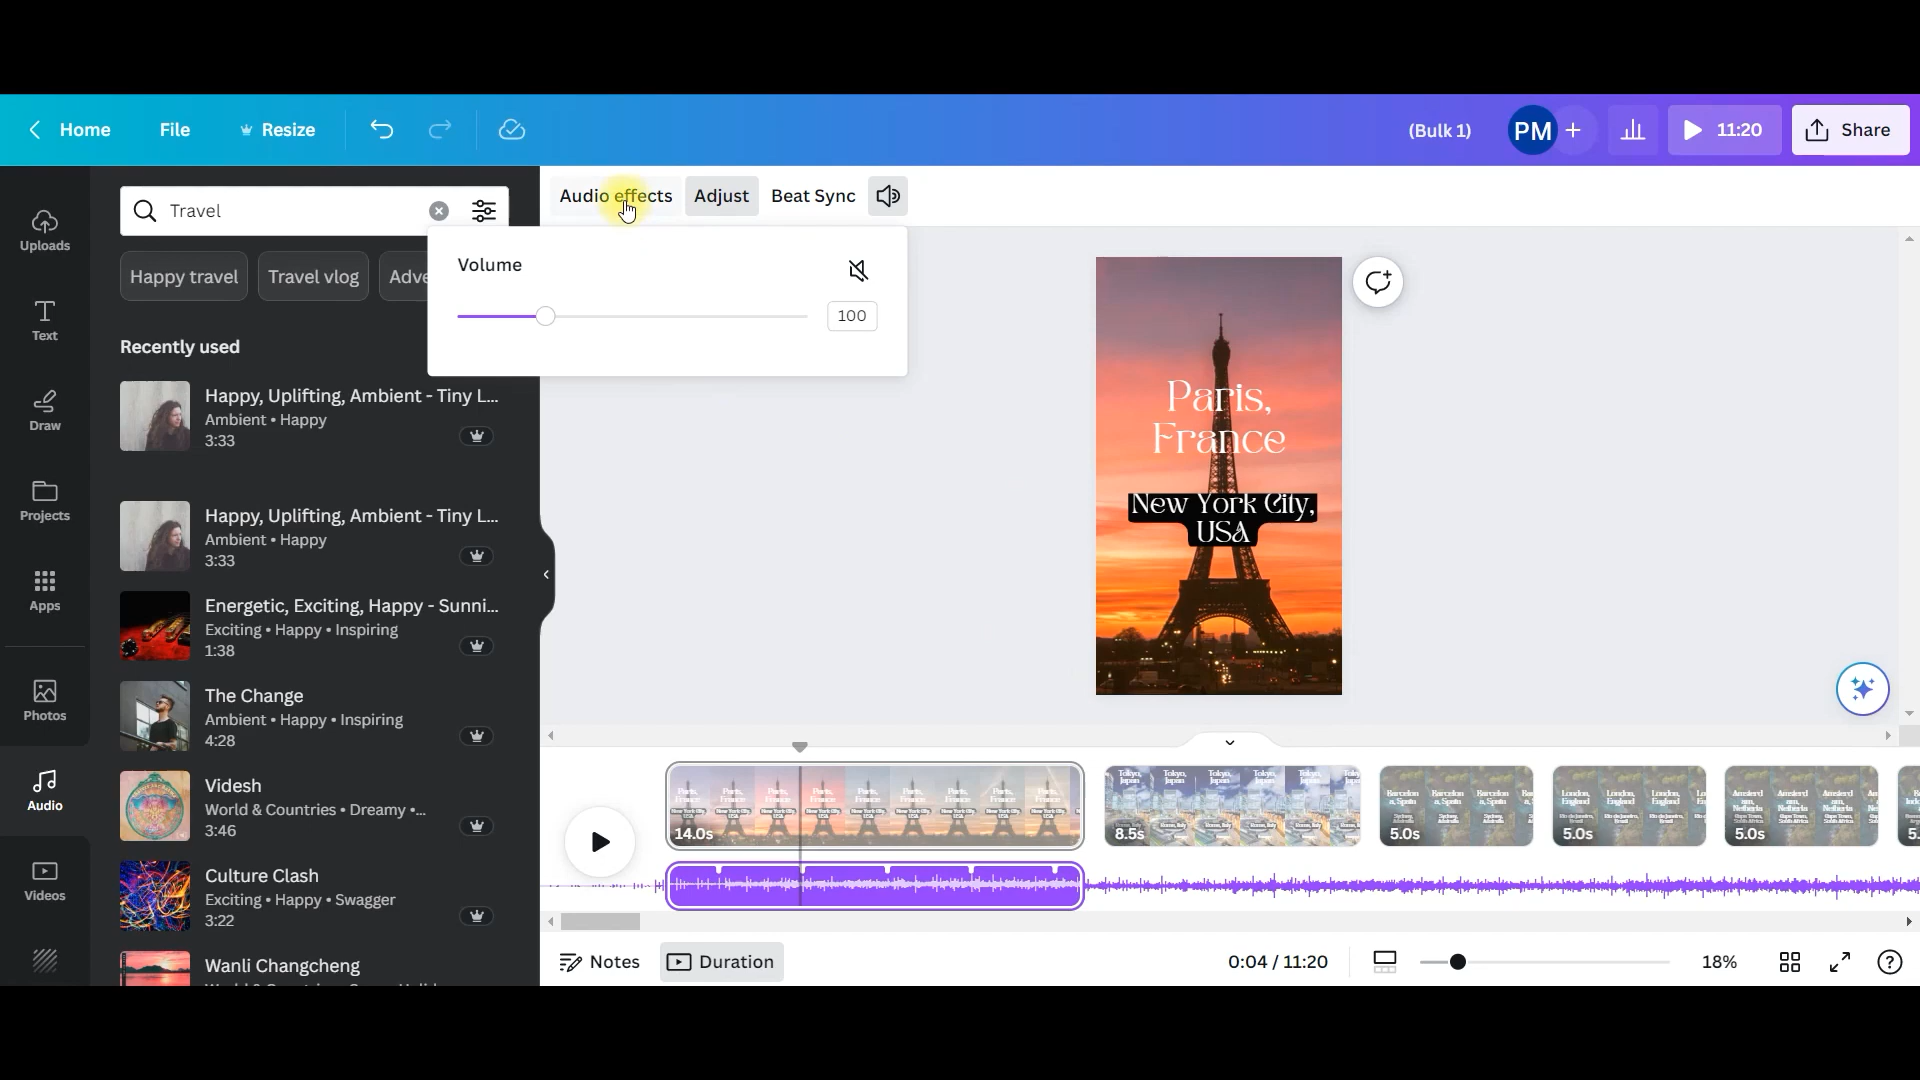 Home
File
Resize
(Bulk 1)
PM
+
11:20
Share
Uploads
Text
Draw
Projects
Apps
Photos
Audio
Videos
Travel
Happy travel
Travel vlog
Adve
Recently used
Happy, Uplifting, Ambient - Tiny L...
Ambient • Happy
3:33
Happy, Uplifting, Ambient - Tiny L...
Ambient • Happy
3:33
Energetic, Exciting, Happy - Sunni...
Exciting • Happy • Inspiring
1:38
The Change
Ambient • Happy • Inspiring
4:28
Videsh
World & Countries • Dreamy •...
3:46
Culture Clash
Exciting • Happy • Swagger
3:22
Wanli Changcheng
Audio effects
Adjust
Beat Sync
Volume
100
Paris,
France
New York City,
USA
14.0s
8.5s
5.0s
5.0s
5.0s
5.
Notes
Duration
0:04 / 11:20
18%